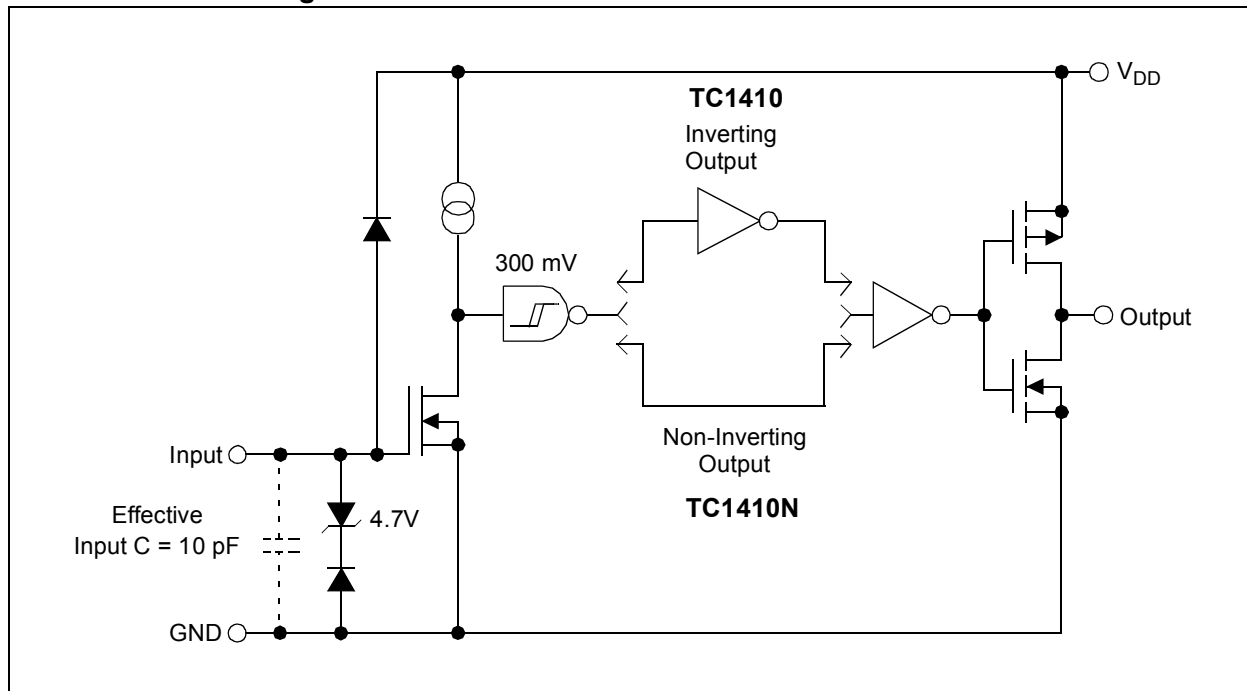 V_DD
TC1410
Inverting
Output
300 mV
Output
Input
Non-Inverting
Output
TC1410N
Effective
Input C = 10 pF
4.7V
GND